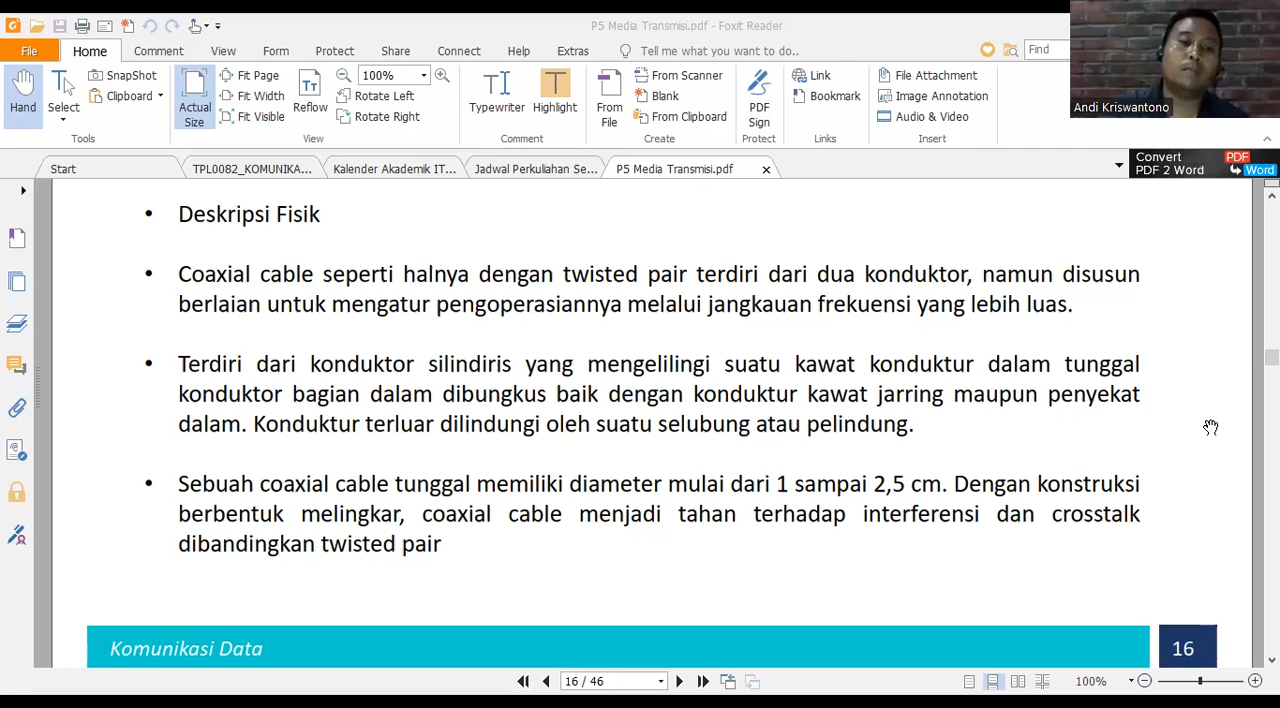 P5 Media Transmisi.pdf - Foxit Reader
File Home Comment View Form Protect Share Connect Help Extras Tell me what you want to do.. Find
Hand
Select
SnapShot
Clipboard
Tools
Actual Size
Fit Page
Fit Width
Fit Visible
Reflow
100%
Rotate Left
Rotate Right
View
Typewriter
Highlight
Comment
From File
From Scanner
Blank
From Clipboard
Create
PDF Sign
Protect
Link
Bookmark
Links
File Attachment
Image Annotation
Audio & Video
Insert
Andi Kriswantono
Start TPL0082_KOMUNIKA... Kalender Akademik IT... Jadwal Perkuliahan Se... P5 Media Transmisi.pdf
Convert PDF
PDF 2 Word Word
• Deskripsi Fisik
• Coaxial cable seperti halnya dengan twisted pair terdiri dari dua konduktor, namun disusun
berlaian untuk mengatur pengoperasiannya melalui jangkauan frekuensi yang lebih luas.
• Terdiri dari konduktor silindiris yang mengelilingi suatu kawat konduktur dalam tunggal
konduktor bagian dalam dibungkus baik dengan konduktur kawat jarring maupun penyekat
dalam. Konduktur terluar dilindungi oleh suatu selubung atau pelindung.
• Sebuah coaxial cable tunggal memiliki diameter mulai dari 1 sampai 2,5 cm. Dengan konstruksi
berbentuk melingkar, coaxial cable menjadi tahan terhadap interferensi dan crosstalk
dibandingkan twisted pair
Komunikasi Data 16
16 / 46 100%